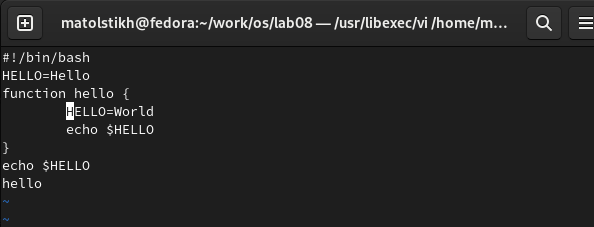 matolstikh@fedora:~/work/os/lab08 — /usr/libexec/vi /home/m...
#!/bin/bash
HELLO=Hello
function hello {
        HELLO=World
        echo $HELLO
}
echo $HELLO
hello
~
~